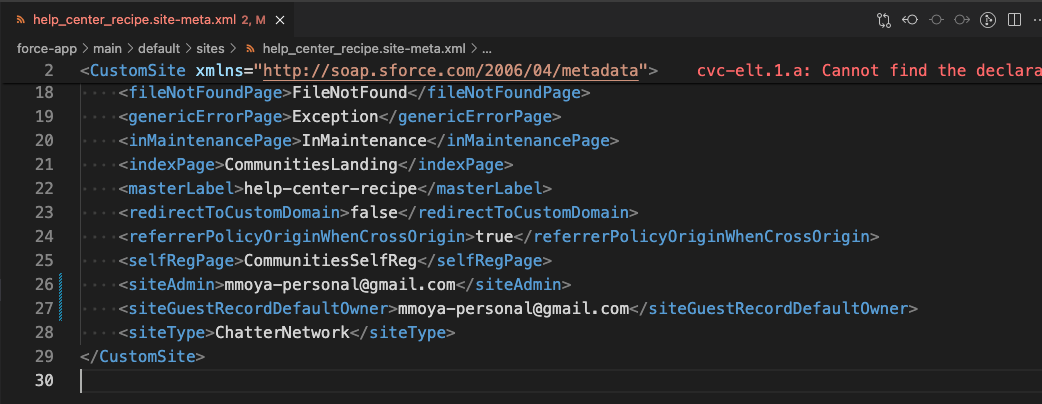 help_center_recipe.site-meta.xml 2, M
force-app > main > default > sites > help_center_recipe.site-meta.xml > ...
2 <CustomSite xmlns="http://soap.sforce.com/2006/04/metadata"> cvc-elt.1.a: Cannot find the declara
18 ····<fileNotFoundPage>FileNotFound</fileNotFoundPage>
19 ····<genericErrorPage>Exception</genericErrorPage>
20 ····<inMaintenancePage>InMaintenance</inMaintenancePage>
21 ····<indexPage>CommunitiesLanding</indexPage>
22 ····<masterLabel>help-center-recipe</masterLabel>
23 ····<redirectToCustomDomain>false</redirectToCustomDomain>
24 ····<referrerPolicyOriginWhenCrossOrigin>true</referrerPolicyOriginWhenCrossOrigin>
25 ····<selfRegPage>CommunitiesSelfReg</selfRegPage>
26 ····<siteAdmin>mmoya-personal@gmail.com</siteAdmin>
27 ····<siteGuestRecordDefaultOwner>mmoya-personal@gmail.com</siteGuestRecordDefaultOwner>
28 ····<siteType>ChatterNetwork</siteType>
29 </CustomSite>
30